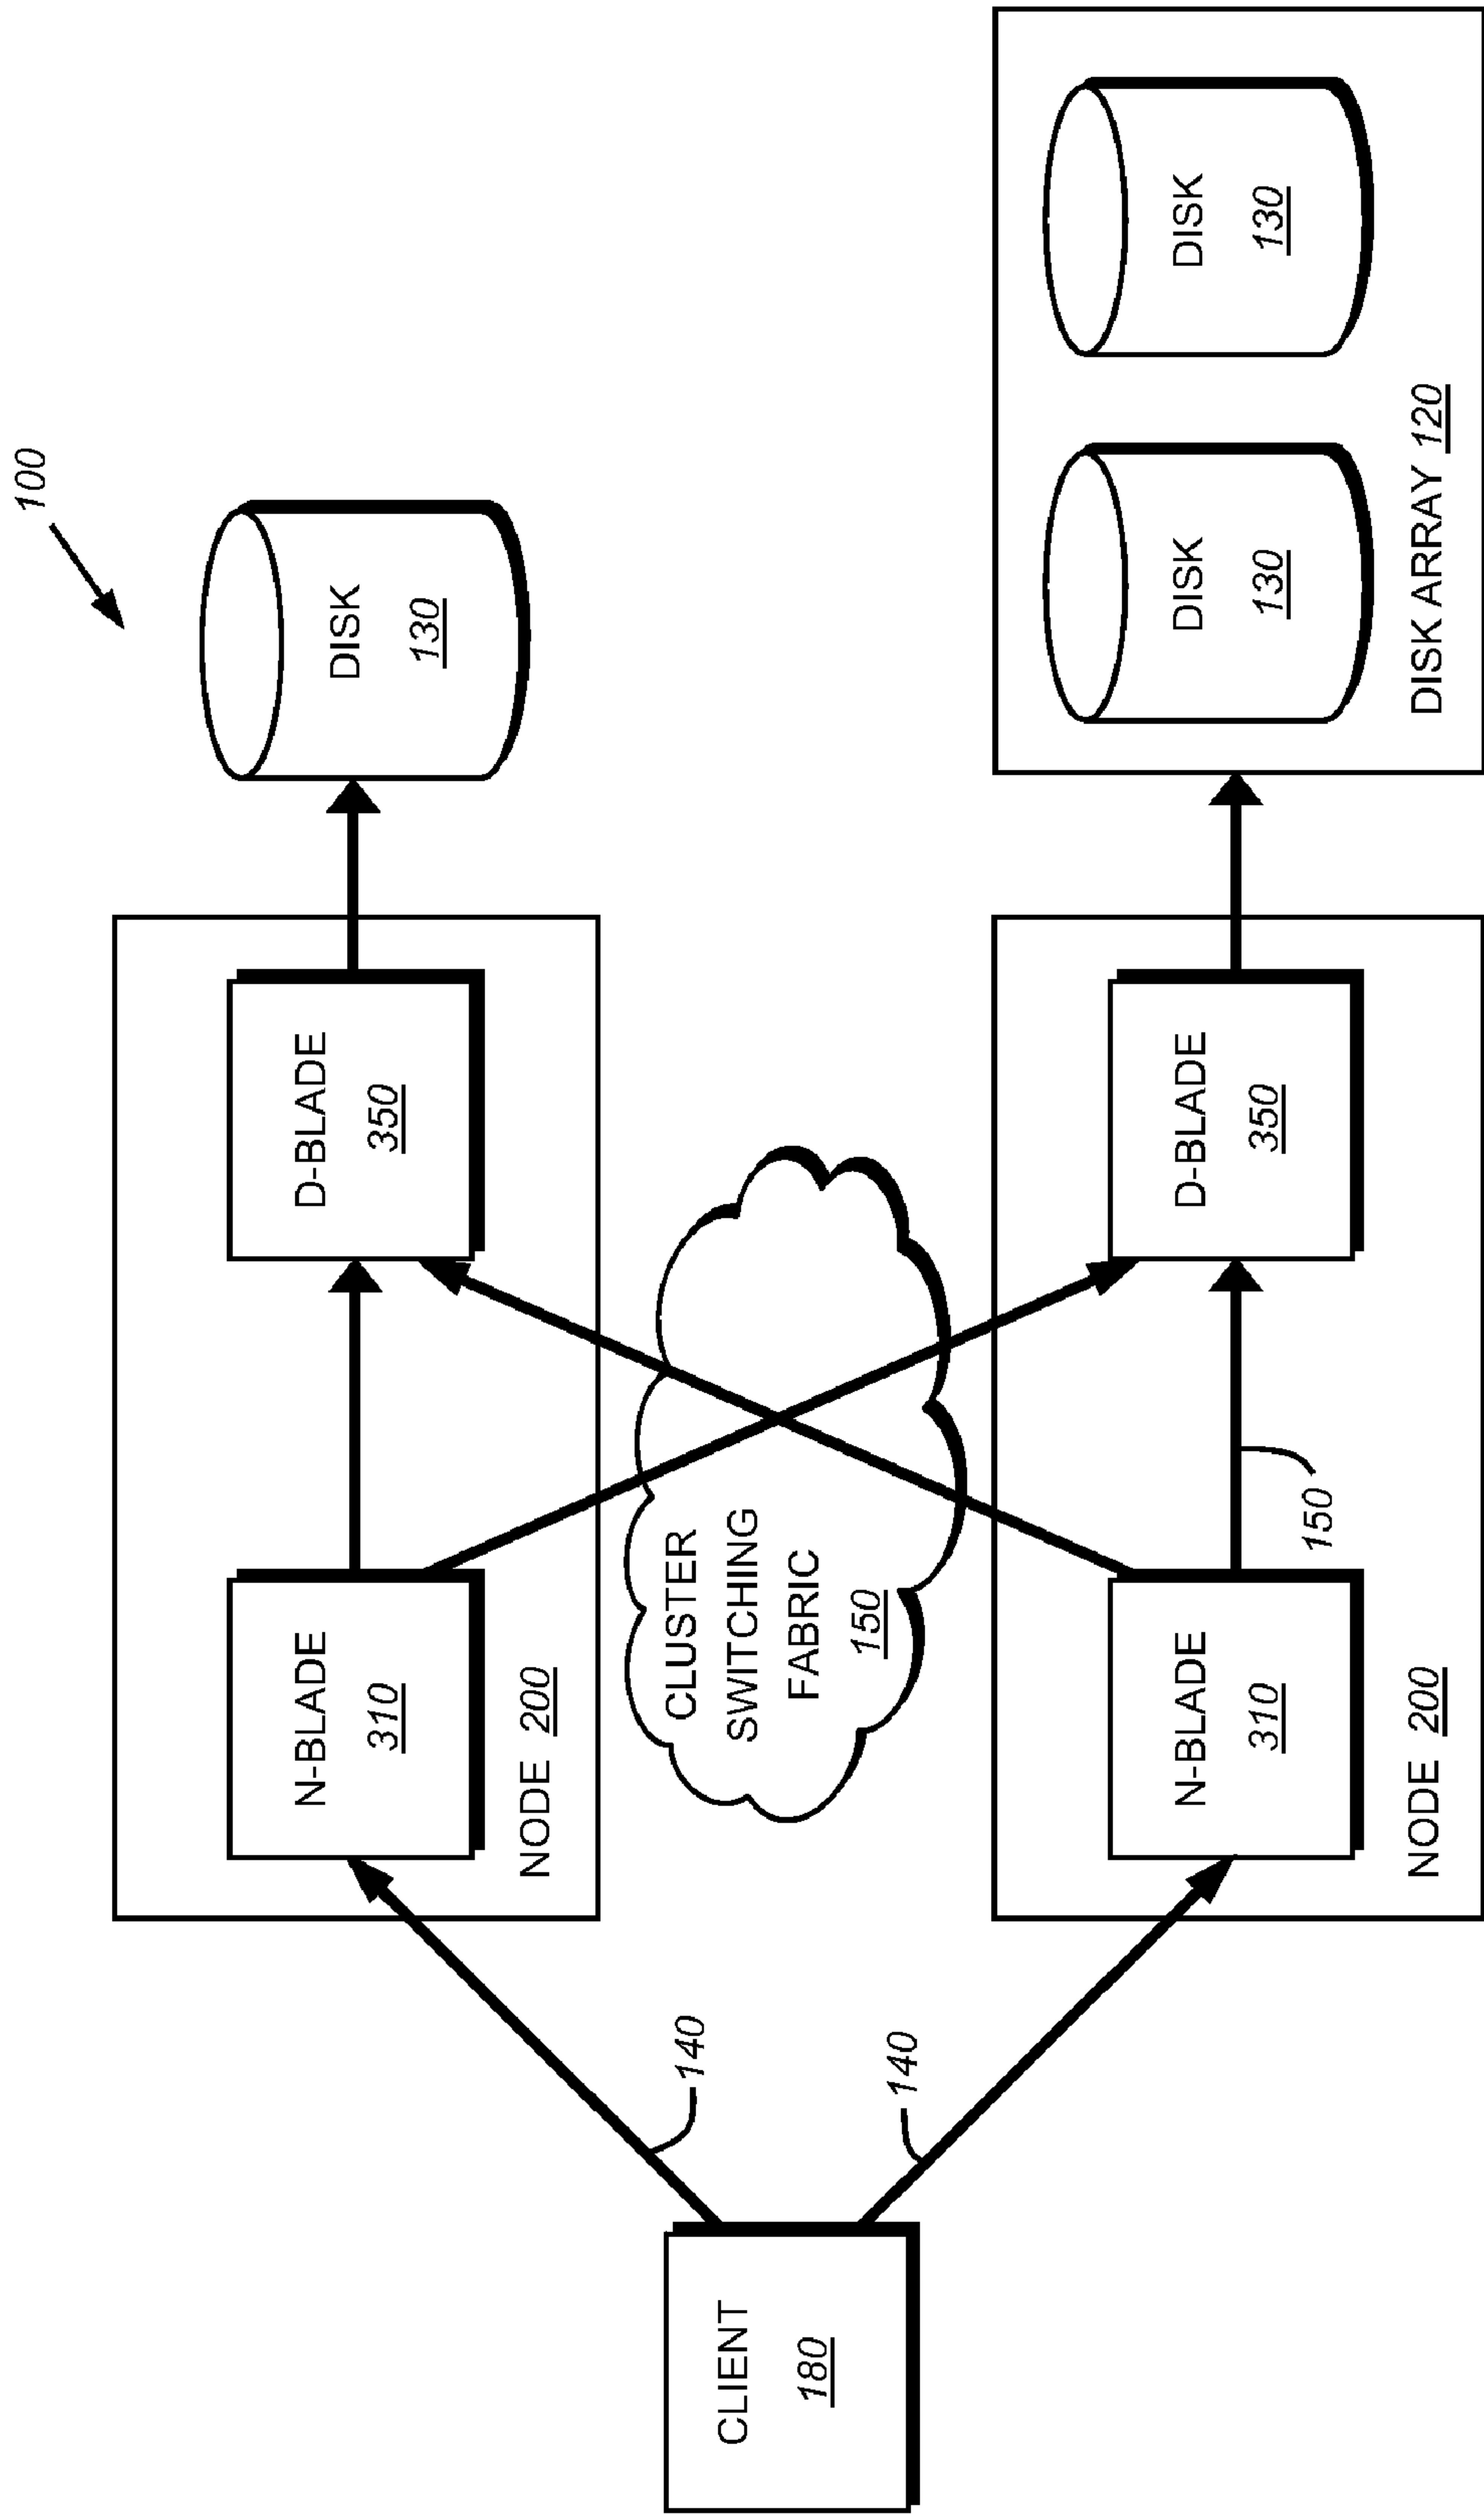 100
NODE 200
N-BLADE
310
D-BLADE
350
DISK
130
CLIENT
180
140
140
CLUSTER
SWITCHING
FABRIC
150
NODE 200
N-BLADE
310
150
D-BLADE
350
DISK
130
DISK
130
DISK ARRAY 120